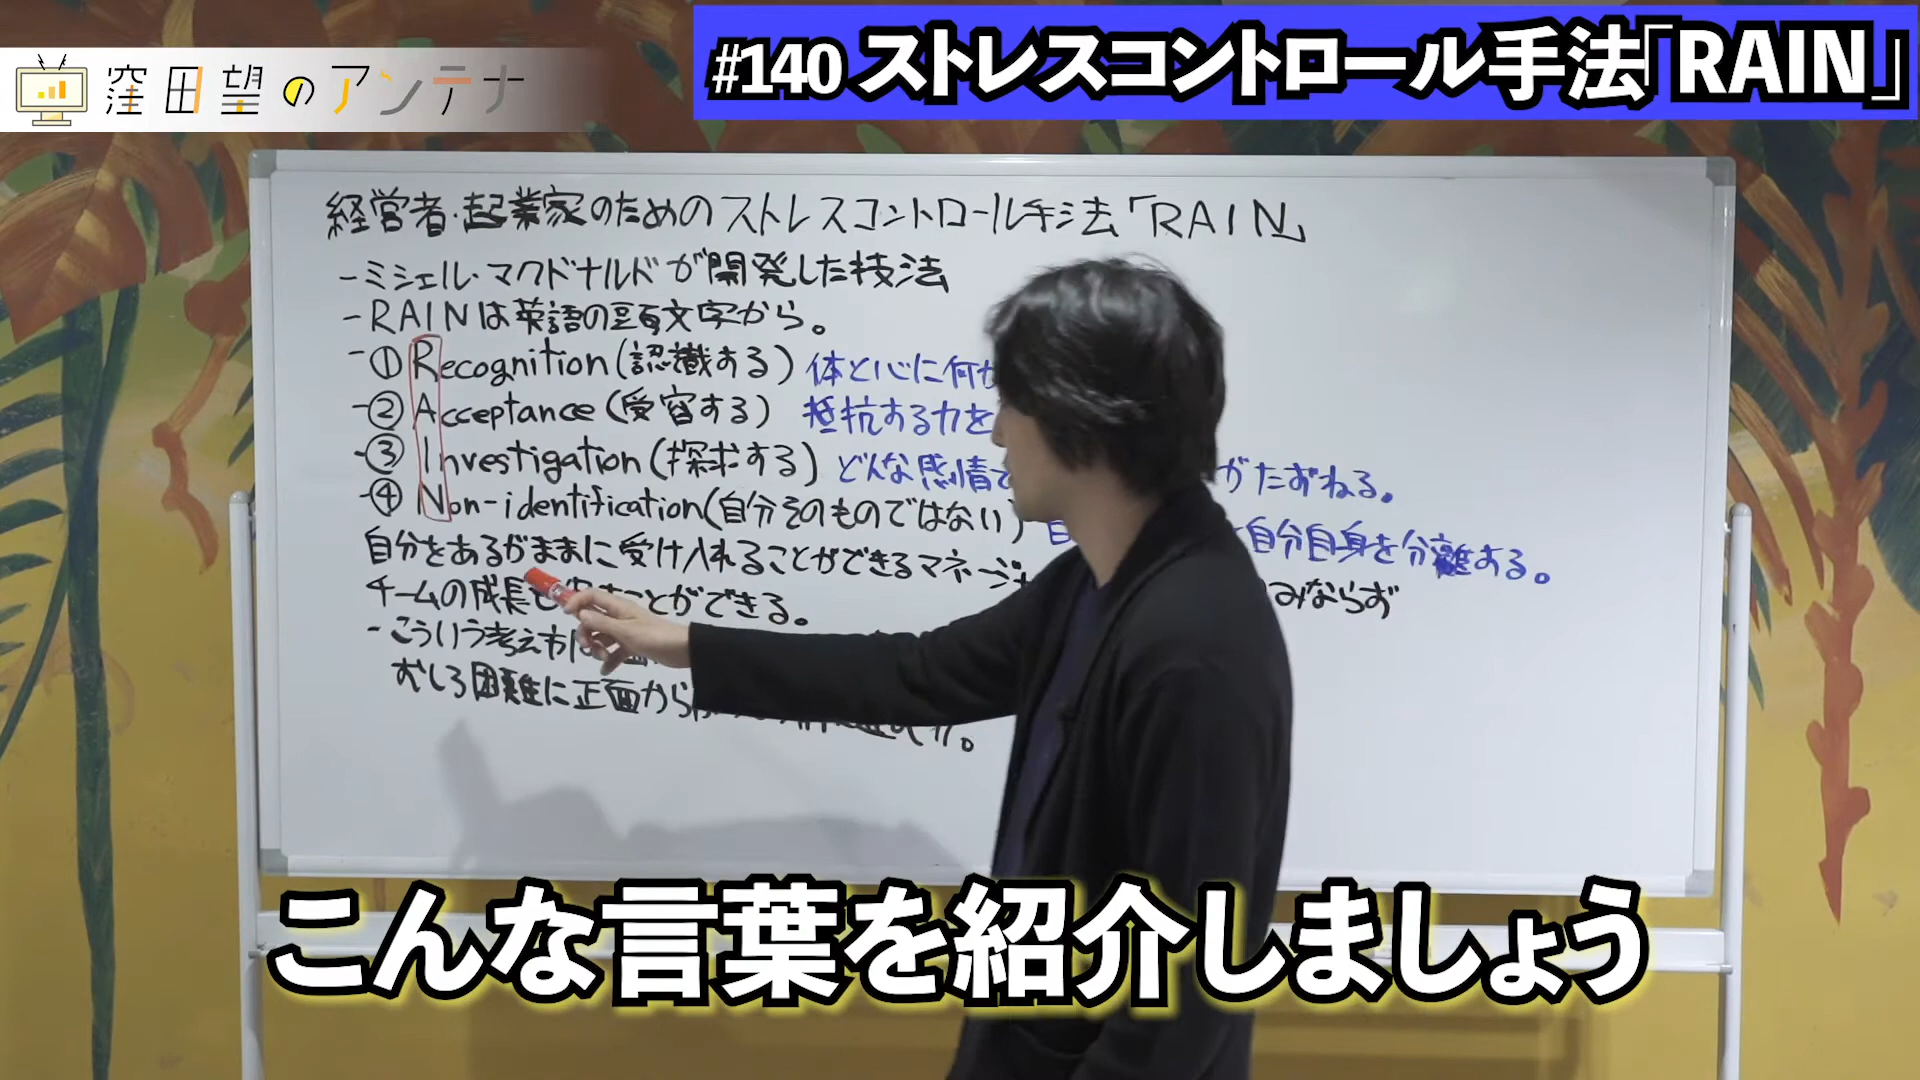 窪田望のアンテナ
#140 ストレスコントロール手法「RAIN」
経営者・起業家のためのストレスコントロール手法「RAIN」
-ミシェル・マクドナルドが開発した技法
-RAINは英語の頭文字から。
-① Recognition(認識する) 体と心に何か
-② Acceptance(受容する) 抵抗する力を
-③ Investigation(探求する) どんな感情で がたずねる。
-④ Non-identification(自分そのものではない) 自 と自分自身を分離する。
自分をあるがままに受け入れることができるマネージャ のみならず
チームの成長も ことができる。
-こういう考え方は
むしろ困難に正面から
こんな言葉を紹介しましょう